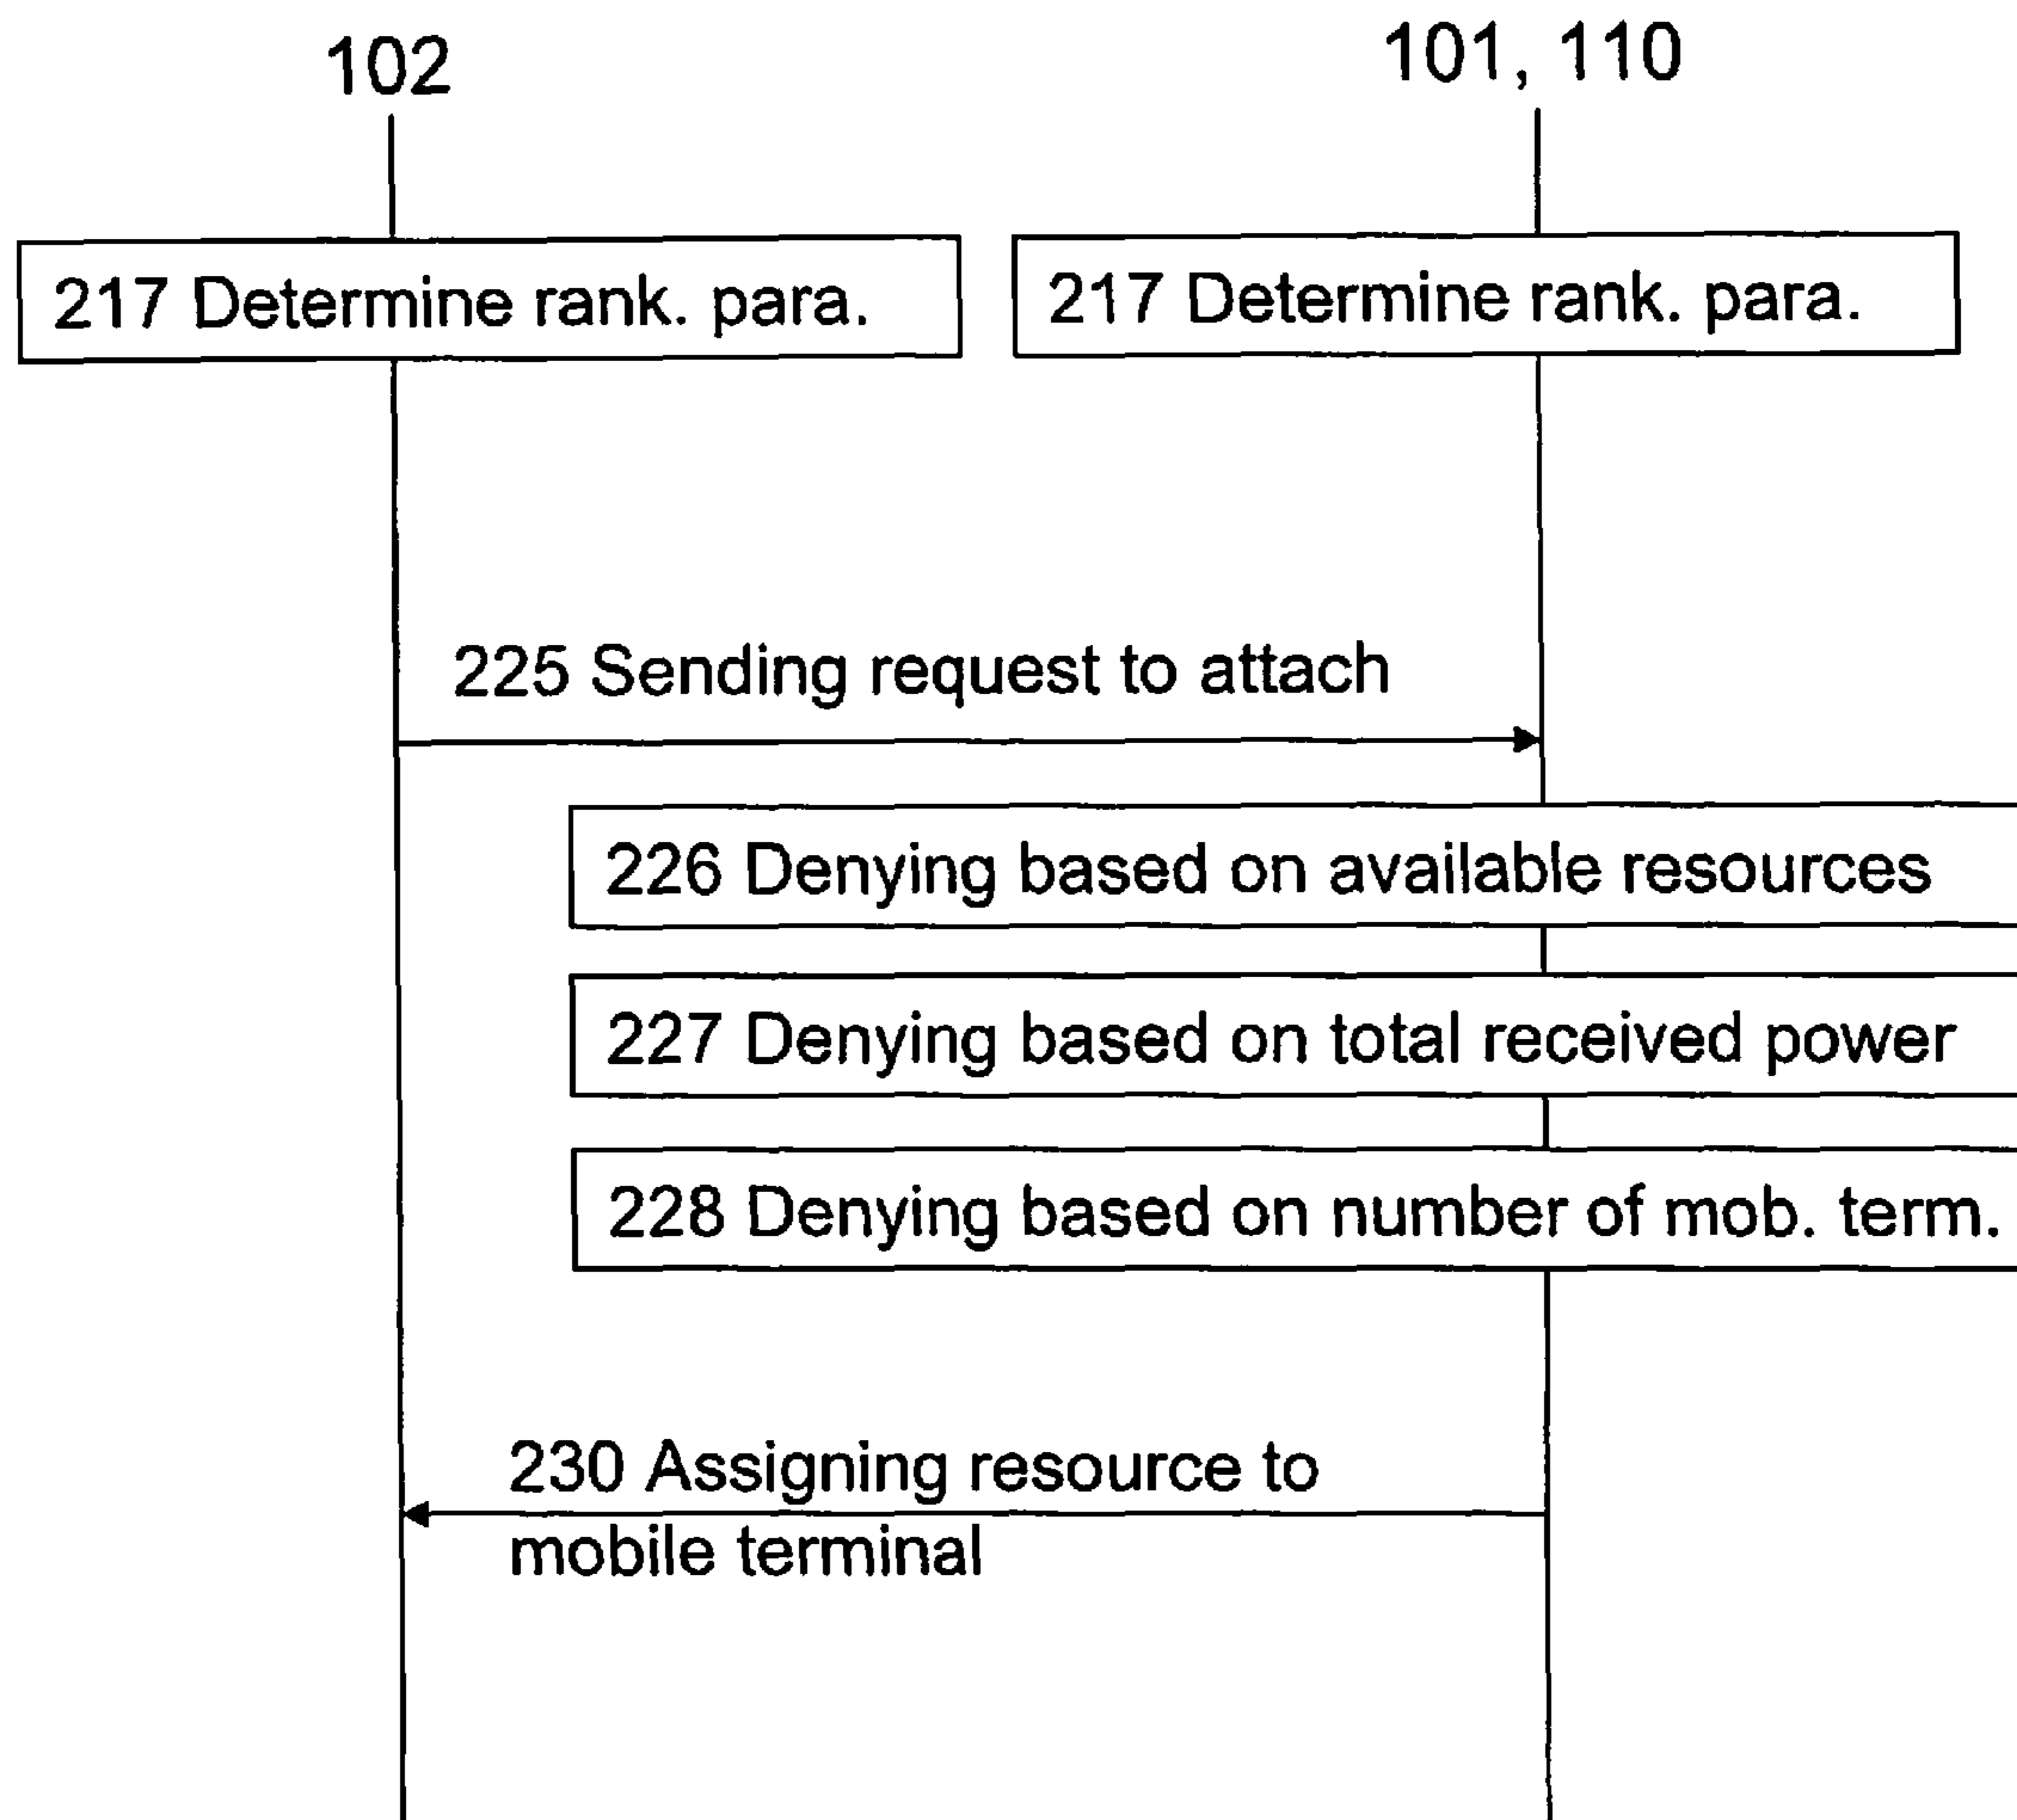 102
101, 110
217 Determine rank. para.
217 Determine rank. para.
225 Sending request to attach
226 Denying based on available resources
227 Denying based on total received power
228 Denying based on number of mob. term.
230 Assigning resource to
mobile terminal